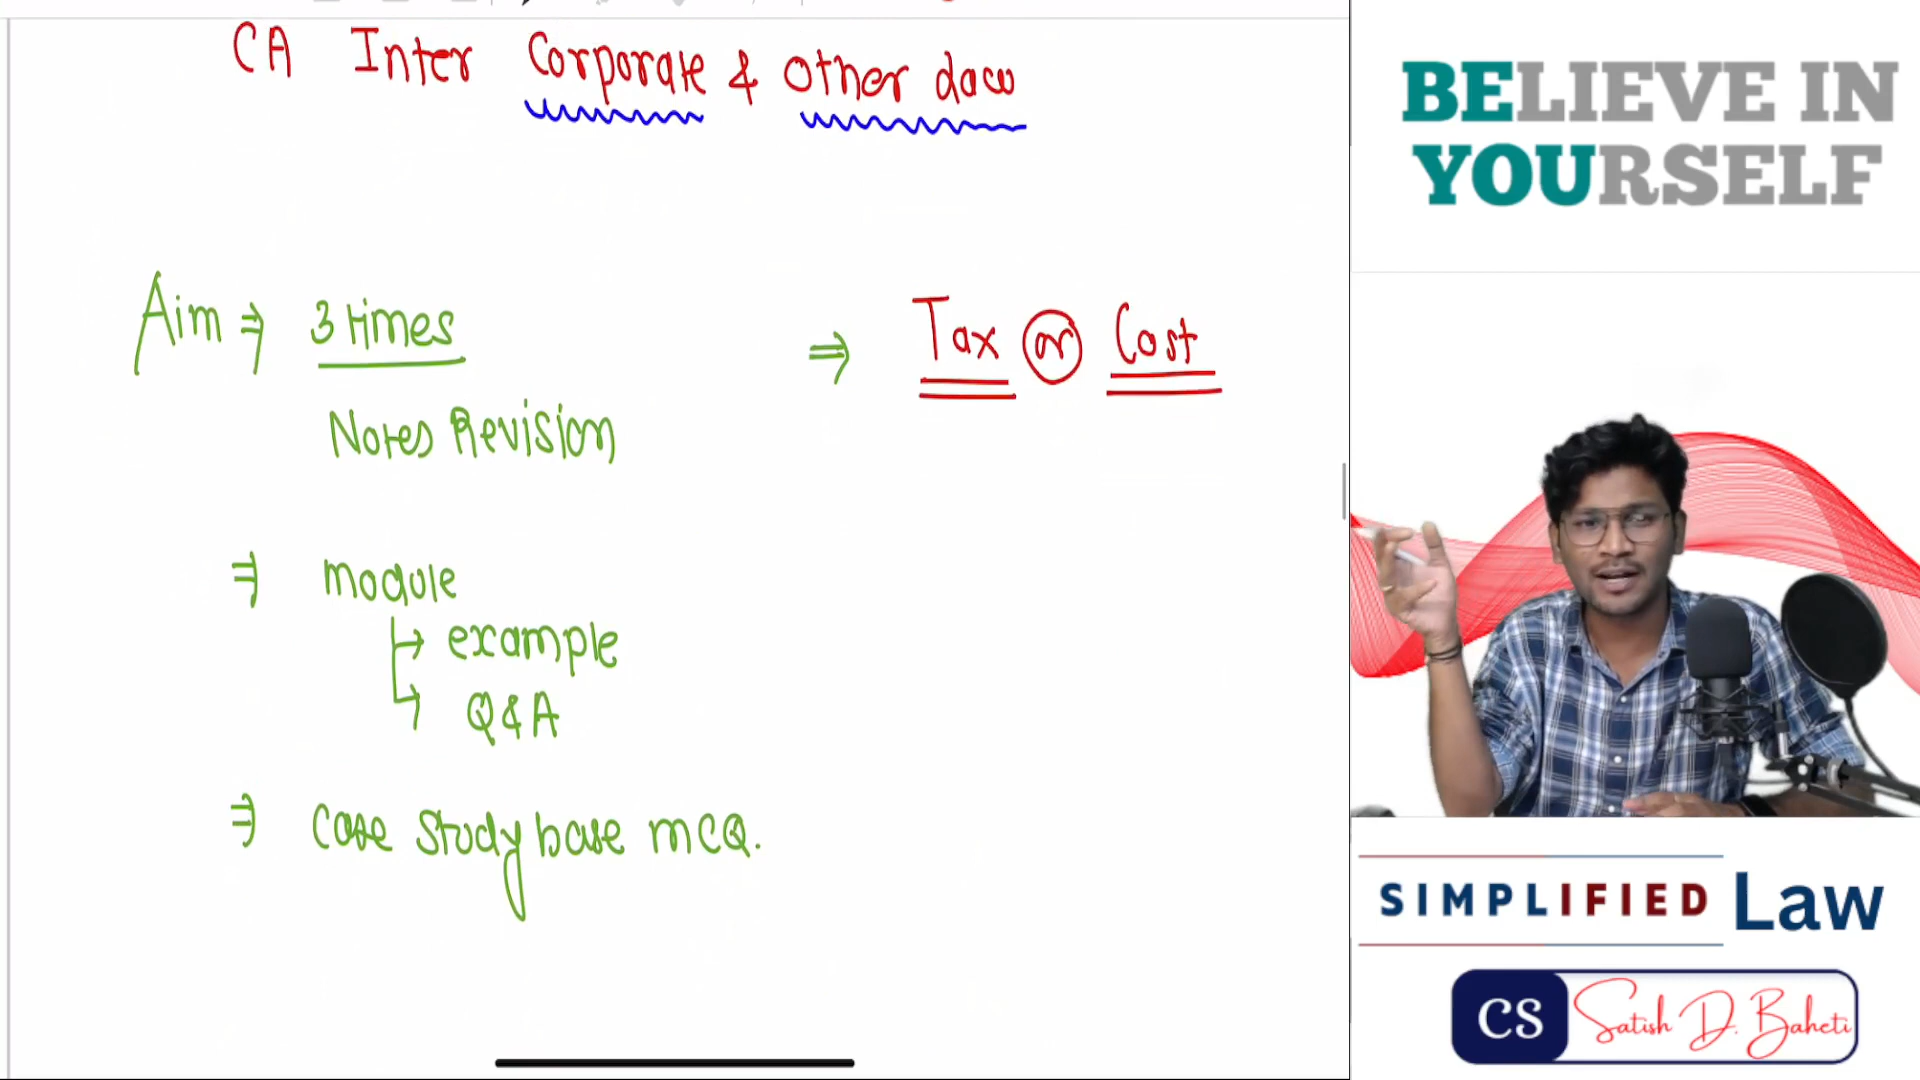 CA Inter Corporate & Other Law
Aim ⇒ 3 times
Notes Revision
⇒ Tax or Cost
⇒ module
→ example
→ Q&A
⇒ Case study base MCQ.
BELIEVE IN
YOURSELF
SIMPLIFIED Law
CS Satish D. Baheti